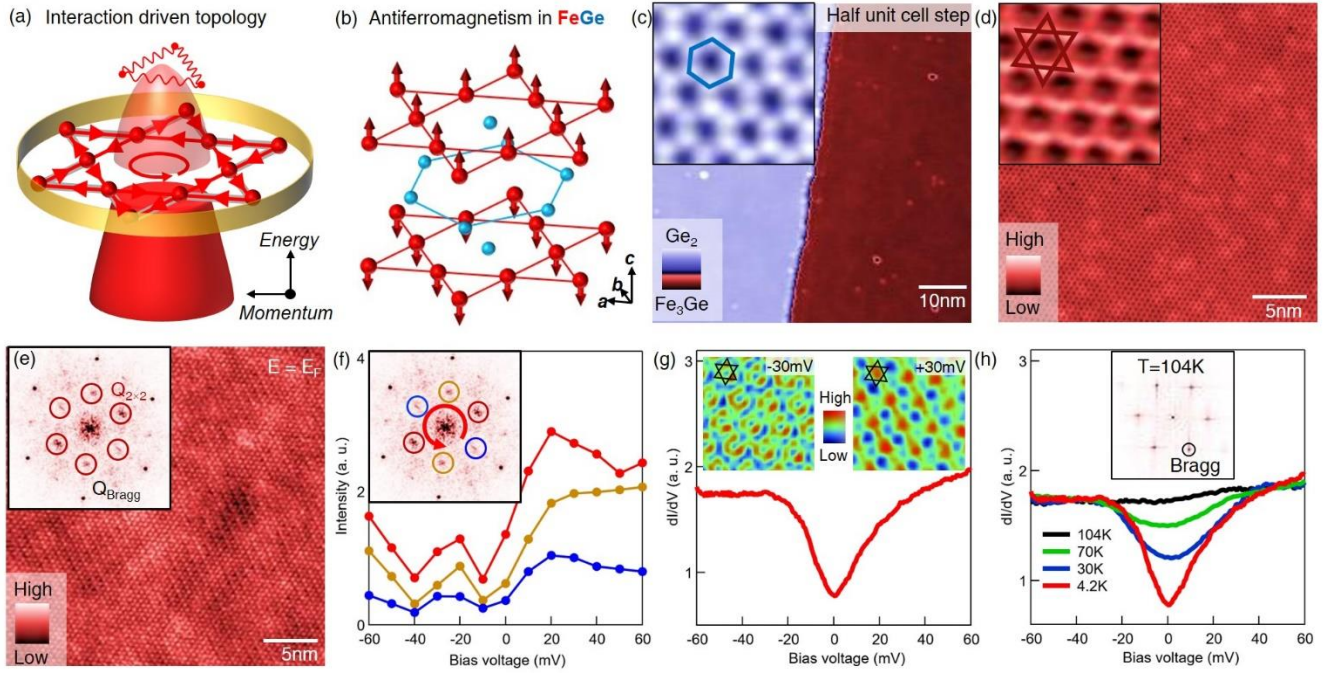 (a) Interaction driven topology
Energy
Momentum
(b) Antiferromagnetism in FeGe
c
b
a
(c) Half unit cell step
Ge₂
Fe₃Ge
10nm
(d)
High
Low
5nm
(e) E = E_F
Q₂ₓ₂
Q_Bragg
High
Low
5nm
(f)
Intensity (a. u.)
4
2
0
-60 -40 -20 0 20 40 60
Bias voltage (mV)
(g)
-30mV
+30mV
High
Low
dI/dV (a. u.)
3
2
1
-60 -40 -20 0 20 40 60
Bias voltage (mV)
(h)
T=104K
Bragg
dI/dV (a. u.)
3
2
1
104K
70K
30K
4.2K
-60 -40 -20 0 20 40 60
Bias voltage (mV)